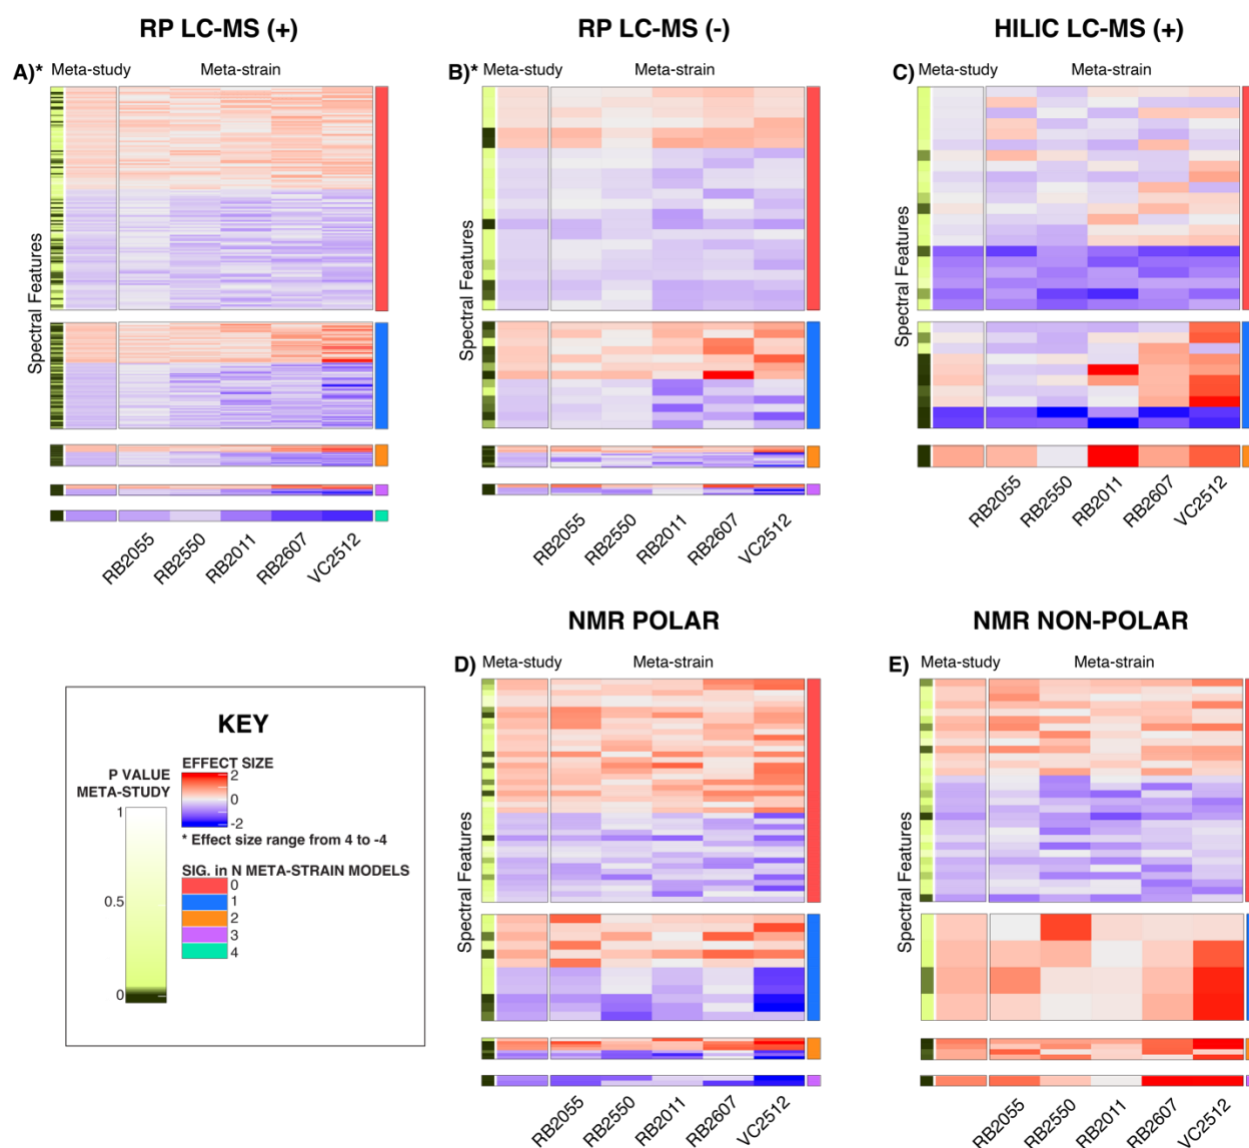 RP LC-MS (+)
RP LC-MS (-)
HILIC LC-MS (+)
A)* Meta-study Meta-strain
B)* Meta-study Meta-strain
C) Meta-study Meta-strain
Spectral Features
Spectral Features
Spectral Features
RB2055 RB2550 RB2011 RB2607 VC2512
RB2055 RB2550 RB2011 RB2607 VC2512
RB2055 RB2550 RB2011 RB2607 VC2512
NMR POLAR
NMR NON-POLAR
D) Meta-study Meta-strain
E) Meta-study Meta-strain
Spectral Features
Spectral Features
RB2055 RB2550 RB2011 RB2607 VC2512
RB2055 RB2550 RB2011 RB2607 VC2512
KEY
P VALUE
META-STUDY
1
0.5
0
EFFECT SIZE
2
0
-2
* Effect size range from 4 to -4
SIG. in N META-STRAIN MODELS
0
1
2
3
4